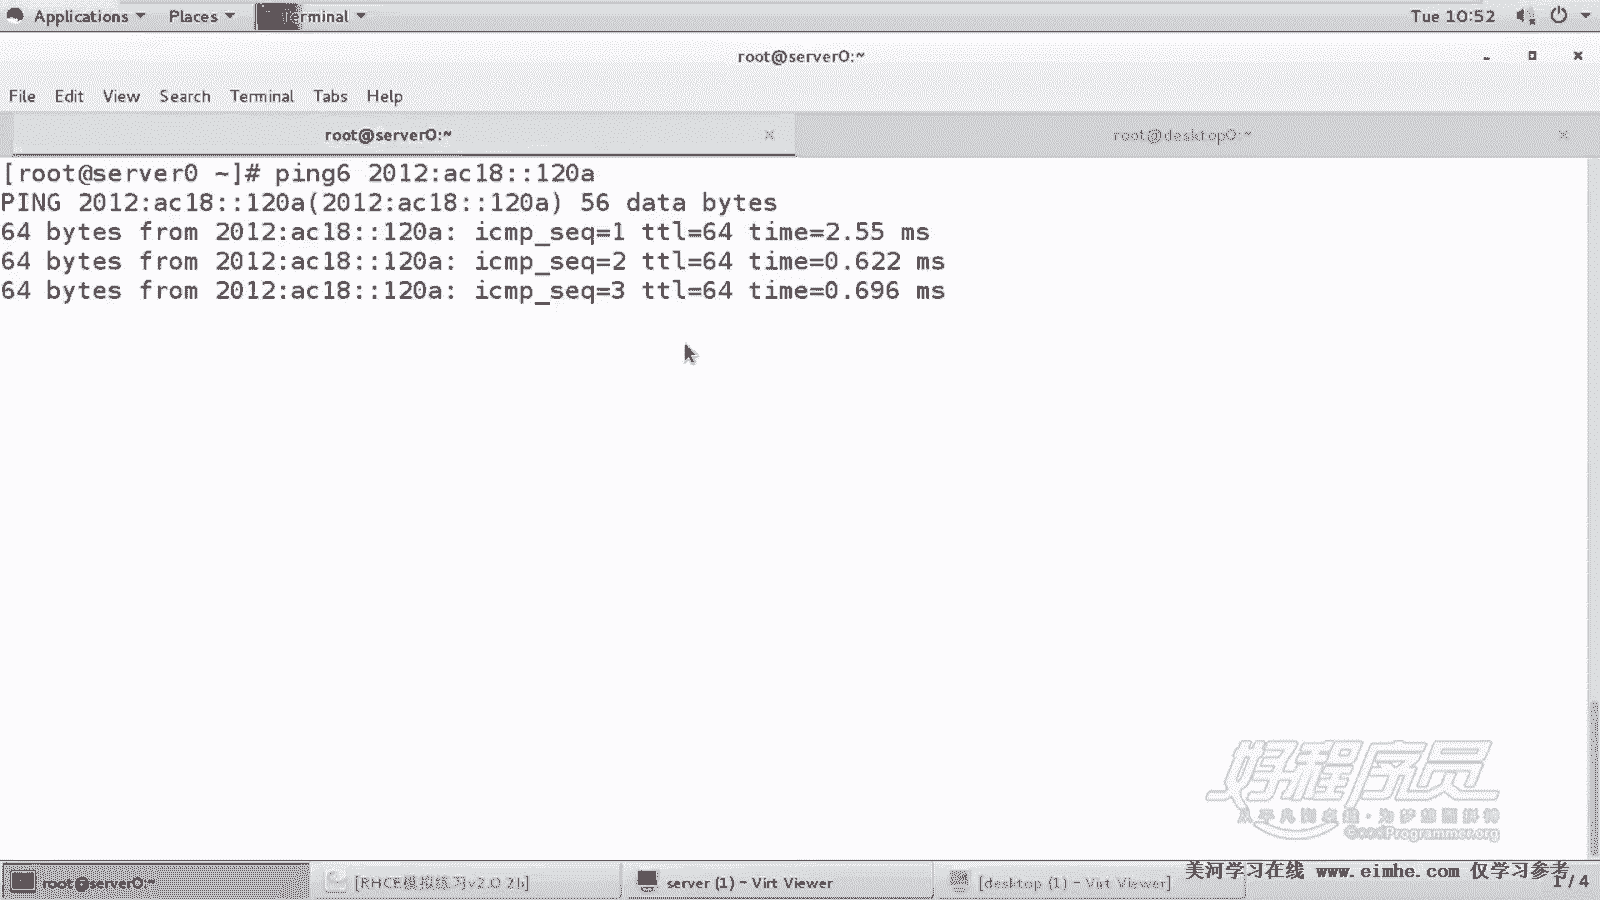 Applications Places Terminal Tue 10:52
root@server0:~
File Edit View Search Terminal Tabs Help
root@server0:~ root@desktop0:~
[root@server0 ~]# ping6 2012:ac18::120a
PING 2012:ac18::120a(2012:ac18::120a) 56 data bytes
64 bytes from 2012:ac18::120a: icmp_seq=1 ttl=64 time=2.55 ms
64 bytes from 2012:ac18::120a: icmp_seq=2 ttl=64 time=0.622 ms
64 bytes from 2012:ac18::120a: icmp_seq=3 ttl=64 time=0.696 ms
好程序员
GoodProgrammer.org
美河学习在线 www.eimhe.com 仅学习参考
root@server0:~ [RHCE模拟练习v2.0 2h] server (1) - Virt Viewer [desktop (1) - Virt Viewer] 1 / 4